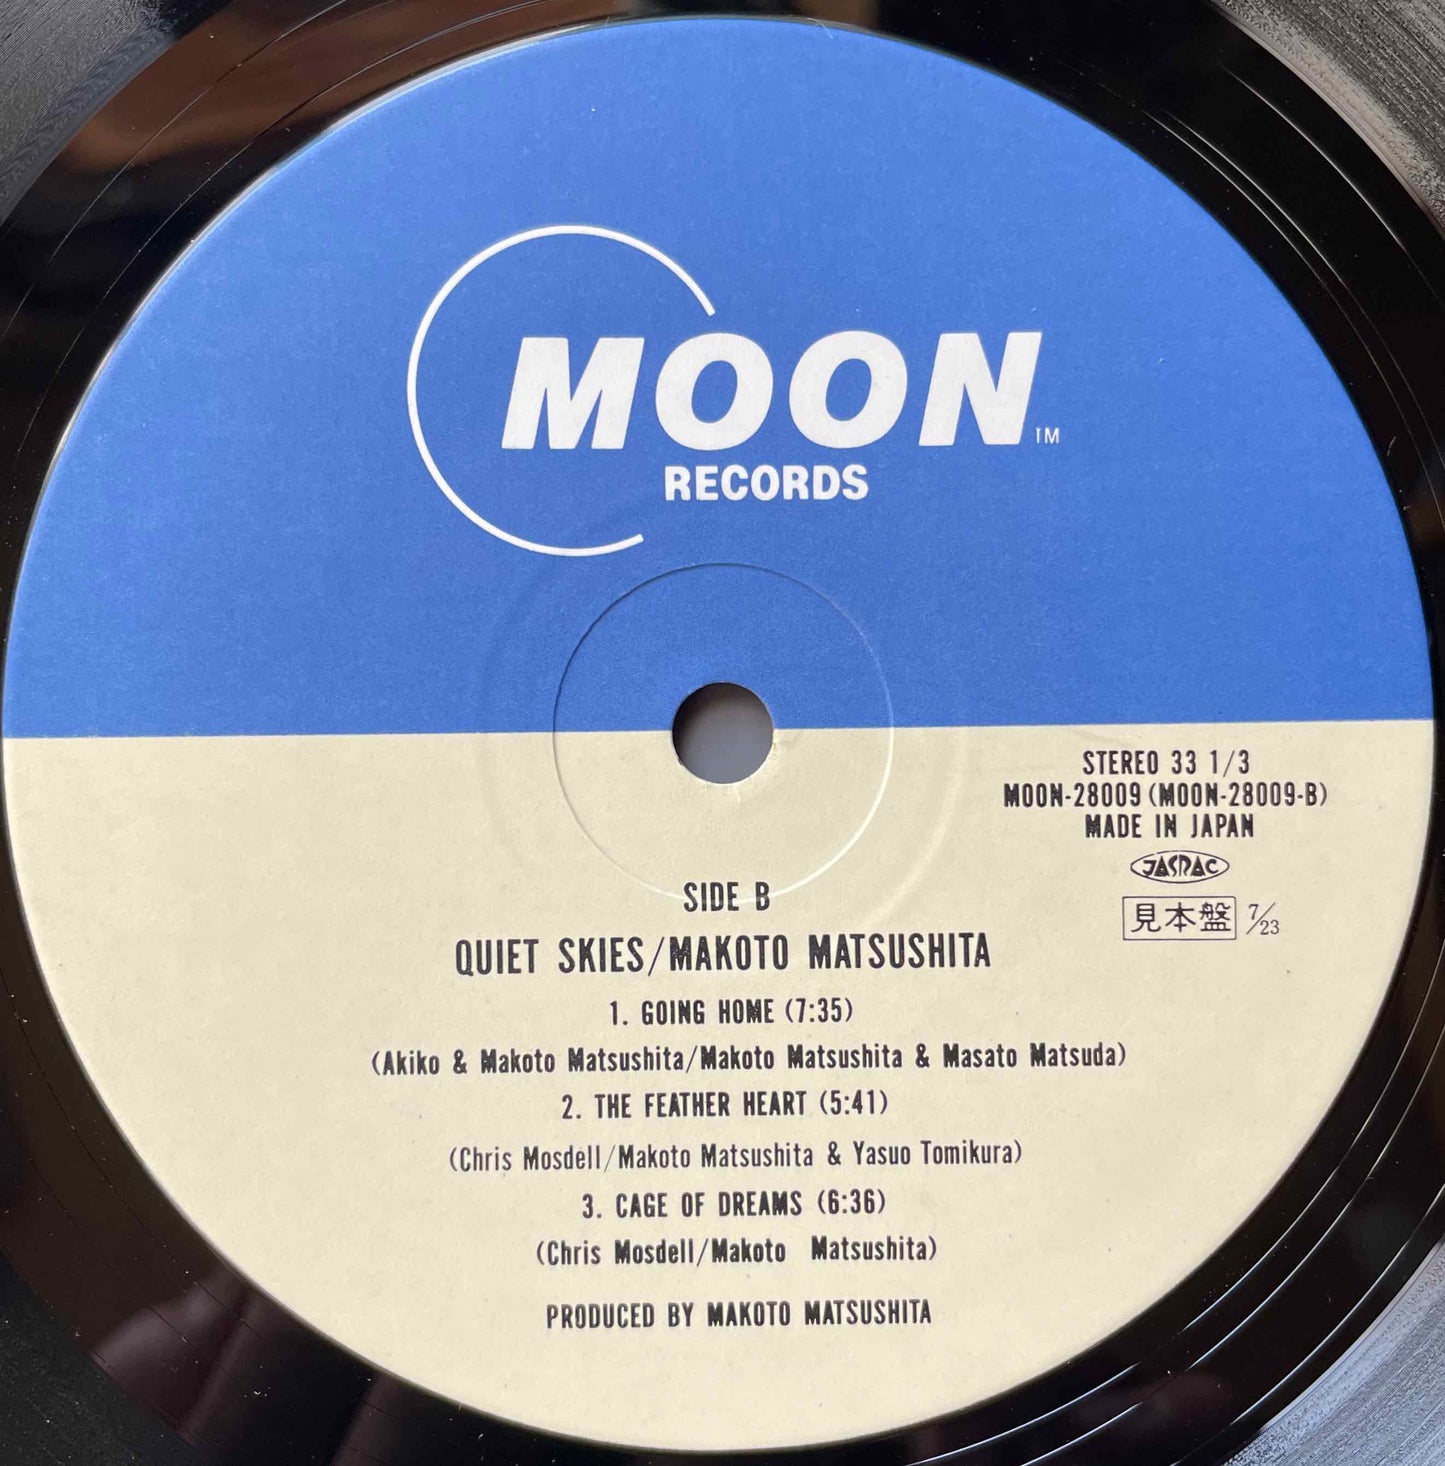 MOON TM
RECORDS
STEREO 33 1/3
MOON-28009 (MOON-28009-B)
MADE IN JAPAN
JASRAC
見本盤 7/23
SIDE B
QUIET SKIES/MAKOTO MATSUSHITA
1. GOING HOME (7:35)
(Akiko & Makoto Matsushita/Makoto Matsushita & Masato Matsuda)
2. THE FEATHER HEART (5:41)
(Chris Mosdell/Makoto Matsushita & Yasuo Tomikura)
3. CAGE OF DREAMS (6:36)
(Chris Mosdell/Makoto Matsushita)
PRODUCED BY MAKOTO MATSUSHITA